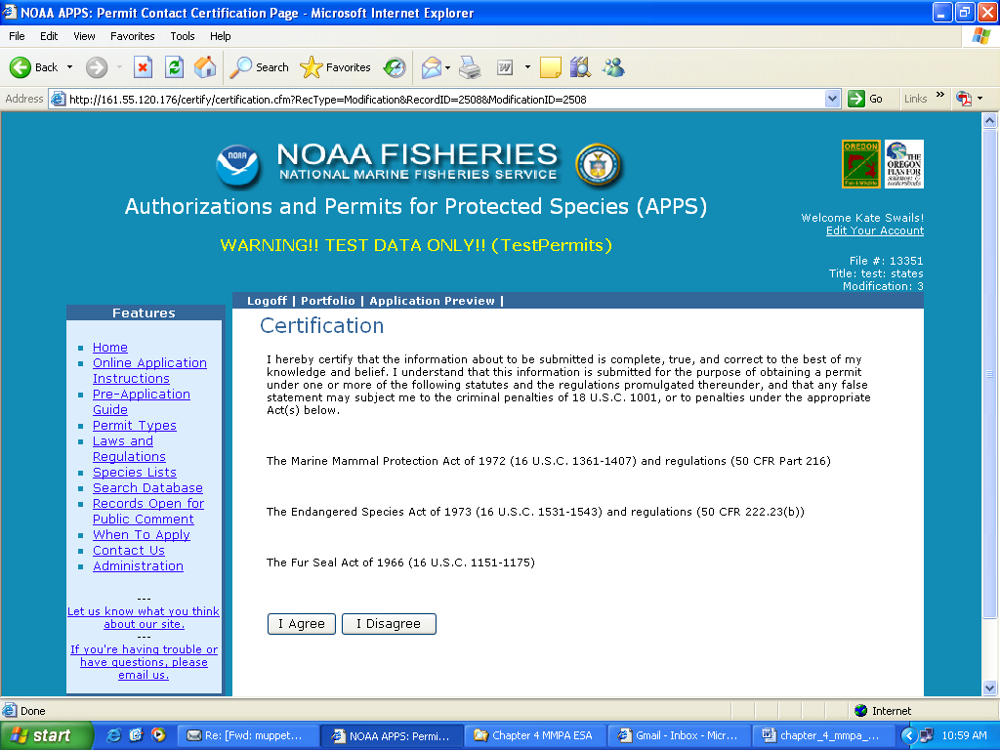 NOAA APPS: Permit Contact Certification Page - Microsoft Internet Explorer
File Edit View Favorites Tools Help
Back Search Favorites
Address http://161.55.120.176/certify/certification.cfm?RecType=Modification&RecordID=2508&ModificationID=2508 Go Links »
NOAA
NOAA FISHERIES
NATIONAL MARINE FISHERIES SERVICE
Authorizations and Permits for Protected Species (APPS)
WARNING!! TEST DATA ONLY!! (TestPermits)
OREGON
Fish & Wildlife
THE
OREGON
PLAN FOR
salmon &
watersheds
Welcome Kate Swails!
Edit Your Account
File #: 13351
Title: test: states
Modification: 3
Logoff | Portfolio | Application Preview |
Features
Home
Online Application
Instructions
Pre-Application
Guide
Permit Types
Laws and
Regulations
Species Lists
Search Database
Records Open for
Public Comment
When To Apply
Contact Us
Administration
---
Let us know what you think
about our site.
---
If you're having trouble or
have questions, please
email us.
Certification
I hereby certify that the information about to be submitted is complete, true, and correct to the best of my
knowledge and belief. I understand that this information is submitted for the purpose of obtaining a permit
under one or more of the following statutes and the regulations promulgated thereunder, and that any false
statement may subject me to the criminal penalties of 18 U.S.C. 1001, or to penalties under the appropriate
Act(s) below.
The Marine Mammal Protection Act of 1972 (16 U.S.C. 1361-1407) and regulations (50 CFR Part 216)
The Endangered Species Act of 1973 (16 U.S.C. 1531-1543) and regulations (50 CFR 222.23(b))
The Fur Seal Act of 1966 (16 U.S.C. 1151-1175)
I Agree I Disagree
Done Internet
start Re: [Fwd: muppet... NOAA APPS: Permi... Chapter 4 MMPA ESA Gmail - Inbox - Micr... chapter_4_mmpa_... 10:59 AM